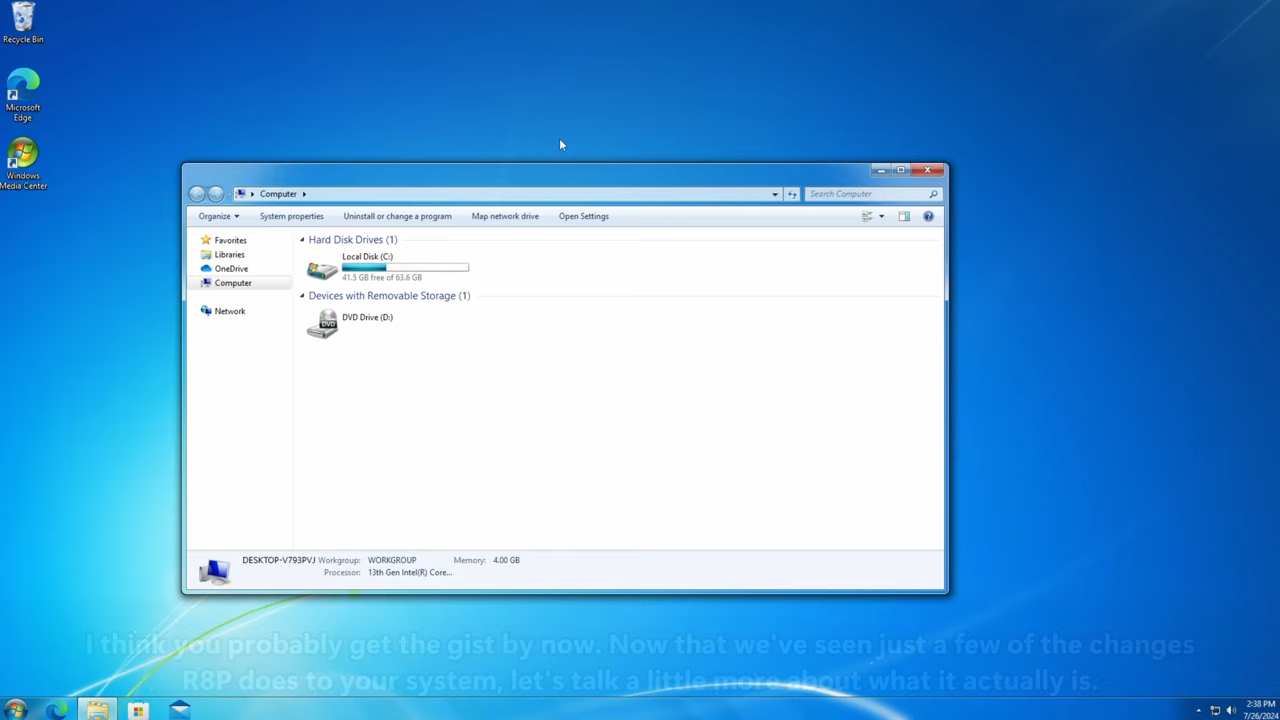 Recycle Bin
Microsoft
Edge
Windows
Media Center
Computer
Search Computer
Organize
System properties
Uninstall or change a program
Map network drive
Open Settings
Favorites
Libraries
OneDrive
Computer
Network
Hard Disk Drives (1)
Local Disk (C:)
41.5 GB free of 63.6 GB
Devices with Removable Storage (1)
DVD
DVD Drive (D:)
DESKTOP-V793PVJ Workgroup: WORKGROUP Memory: 4.00 GB
Processor: 13th Gen Intel(R) Core...
I think you probably get the gist by now. Now that we've seen just a few of the changes
R8P does to your system, let's talk a little more about what it actually is.
2:38 PM
7/26/2024